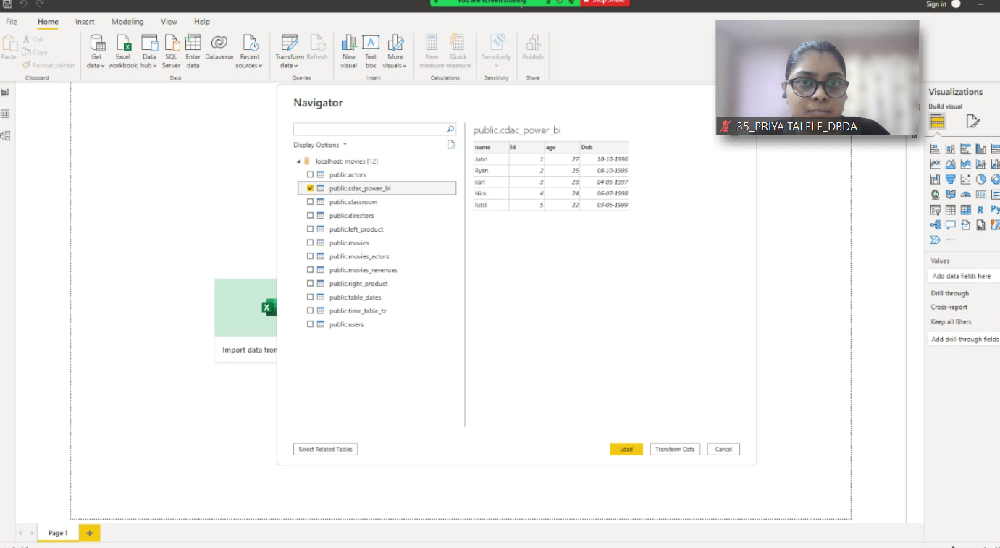 You are screen sharing
Stop Share
Sign in
File Home Insert Modeling View Help
Paste
Cut
Copy
Format painter
Clipboard
Get data
Excel workbook
Data hub
SQL Server
Enter data
Dataverse
Recent sources
Data
Transform data
Refresh
Queries
New visual
Text box
More visuals
Insert
New measure
Quick measure
Calculations
Sensitivity
Sensitivity
Publish
Share
35_PRIYA TALELE_DBDA
Navigator
Display Options
localhost: movies [12]
public.actors
public.cdac_power_bi
public.classroom
public.directors
public.left_product
public.movies
public.movies_actors
public.movies_revenues
public.right_product
public.table_dates
public.time_table_tz
public.users
public.cdac_power_bi
name id age Dob
John 1 27 10-10-1996
Ryan 2 25 08-10-1995
karl 3 23 04-05-1997
Nick 4 24 06-07-1998
lussi 5 22 03-05-1999
Select Related Tables
Load
Transform Data
Cancel
Import data from
Visualizations
Build visual
123
R Py
Values
Add data fields here
Drill through
Cross-report
Keep all filters
Add drill-through fields
Page 1